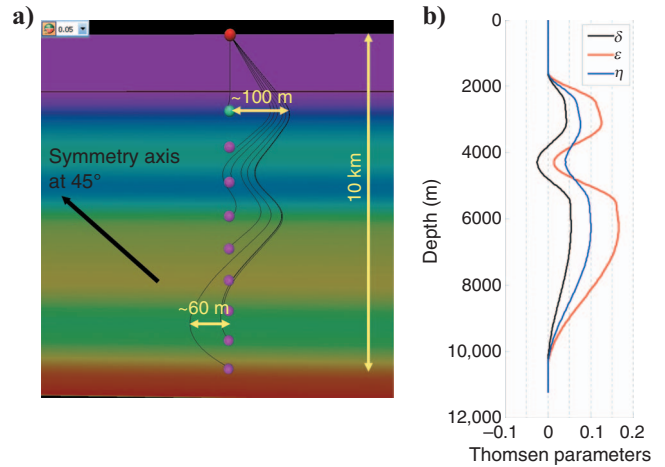 a)
0.05
~100 m
Symmetry axis
at 45°
10 km
~60 m
b)
δ
ε
η
0
2000
4000
6000
8000
10,000
12,000
Depth (m)
−0.1
0
0.1
0.2
Thomsen parameters